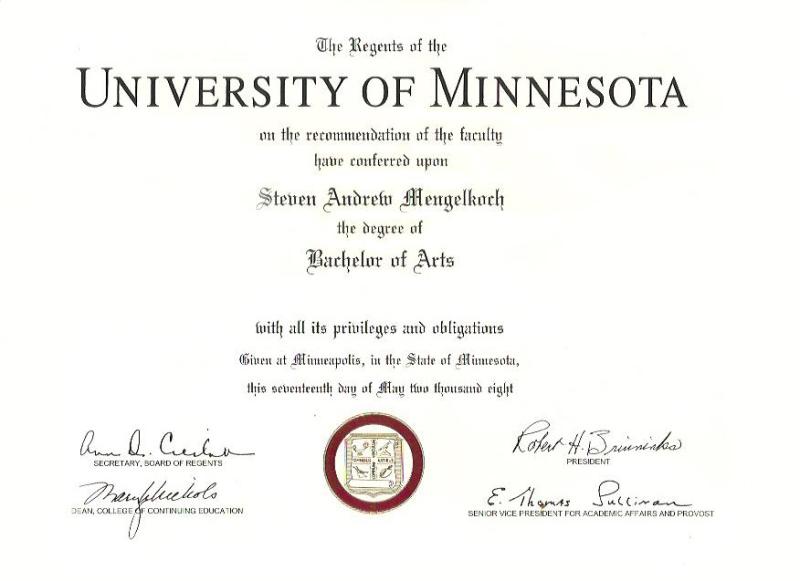 The Regents of the
UNIVERSITY OF MINNESOTA
on the recommendation of the faculty
have conferred upon
Steven Andrew Mengelkoch
the degree of
Bachelor of Arts
with all its privileges and obligations
Given at Minneapolis, in the State of Minnesota,
this seventeenth day of May two thousand eight
Ann D. Cieslak
SECRETARY, BOARD OF REGENTS
Mary Nichols
DEAN, COLLEGE OF CONTINUING EDUCATION
Robert H. Bruininks
PRESIDENT
E. Thomas Sullivan
SENIOR VICE PRESIDENT FOR ACADEMIC AFFAIRS AND PROVOST